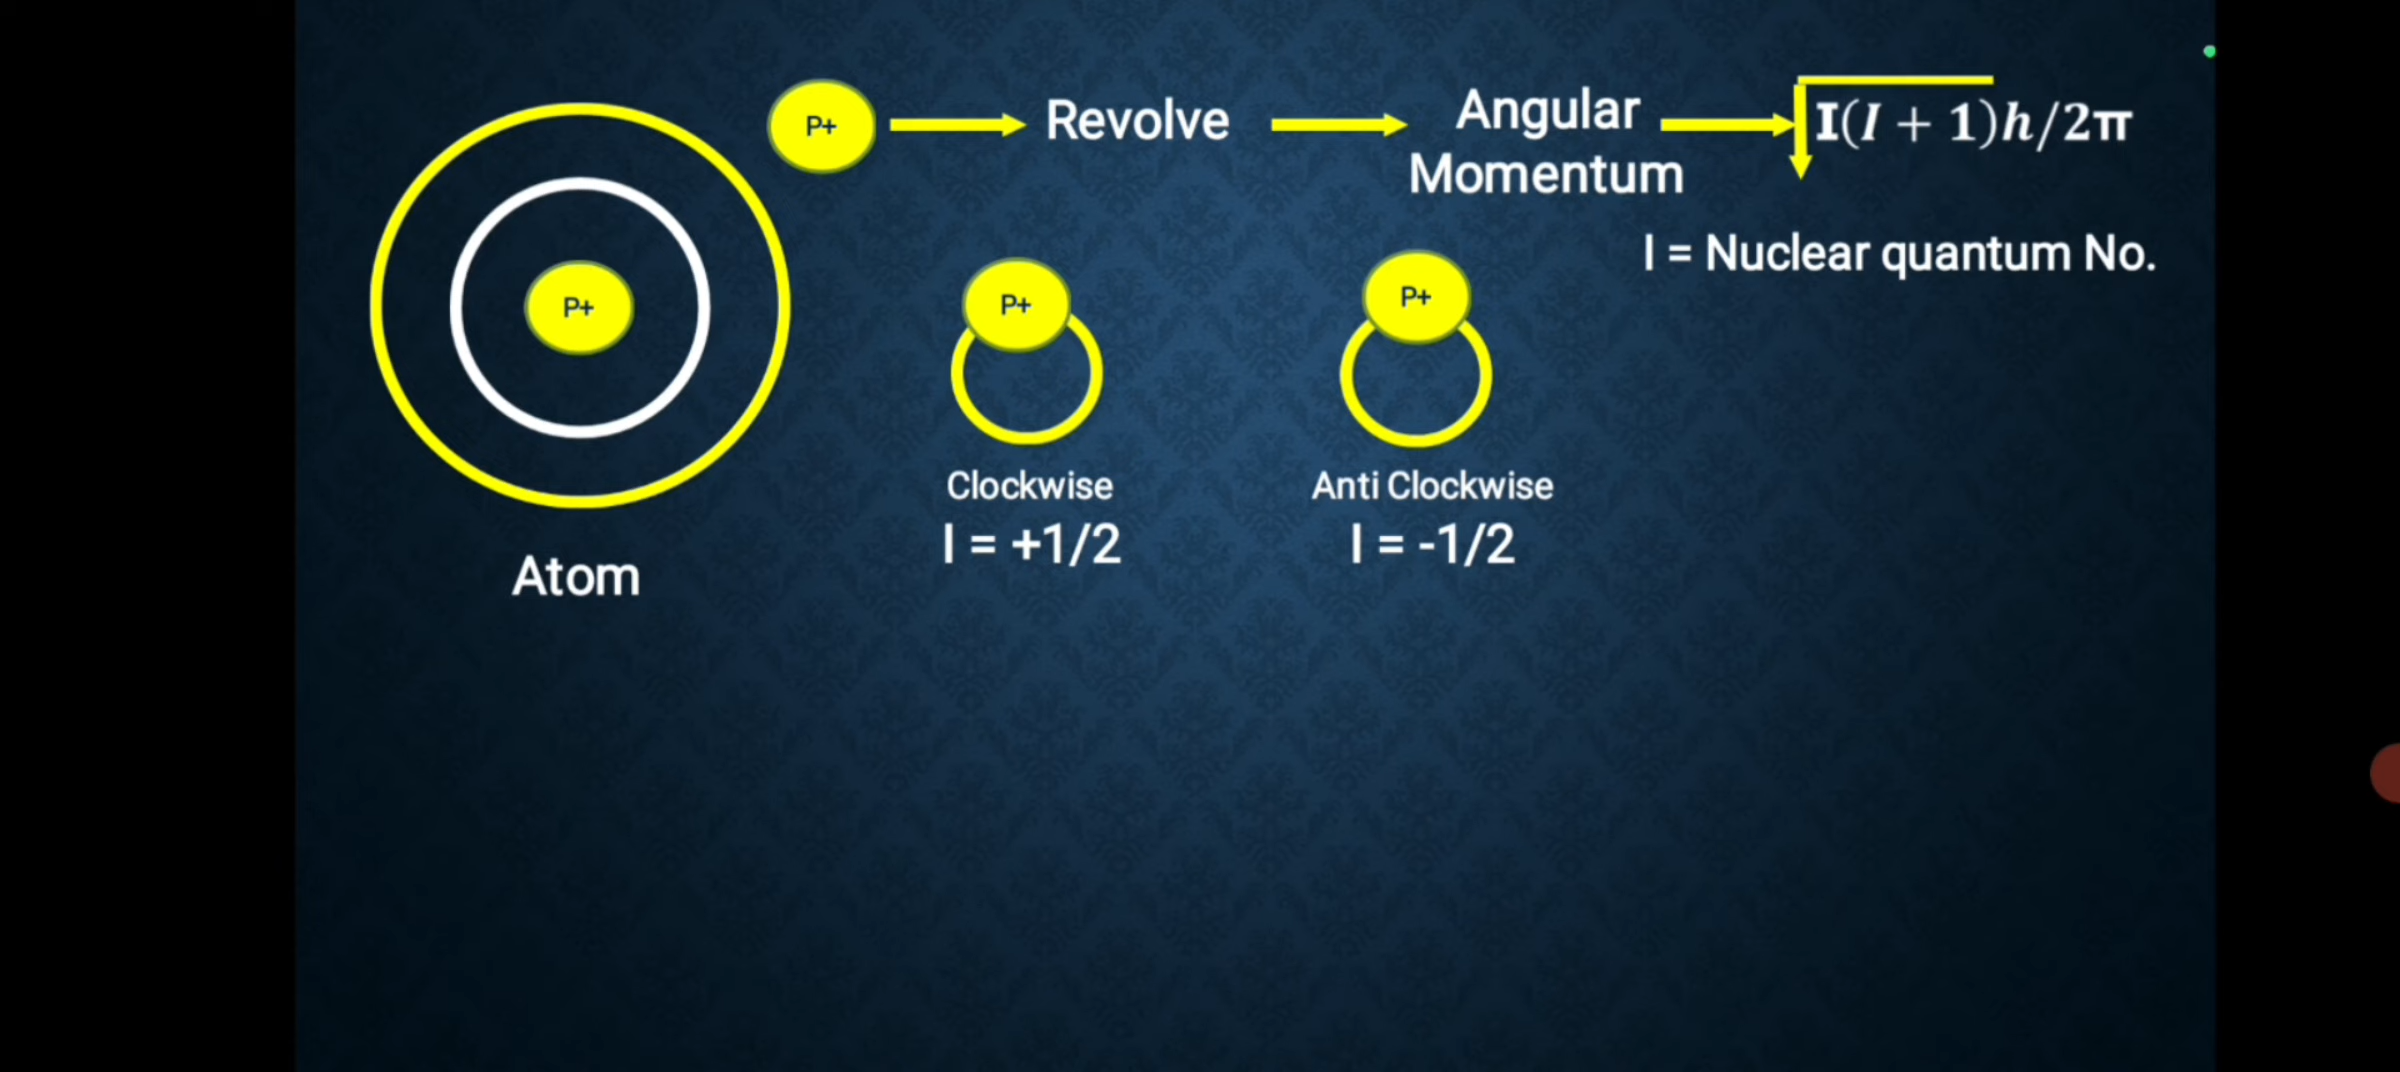 P+
Revolve
Angular
Momentum
I(I + 1)h/2π
I = Nuclear quantum No.
P+
P+
P+
Clockwise
I = +1/2
Anti Clockwise
I = -1/2
Atom